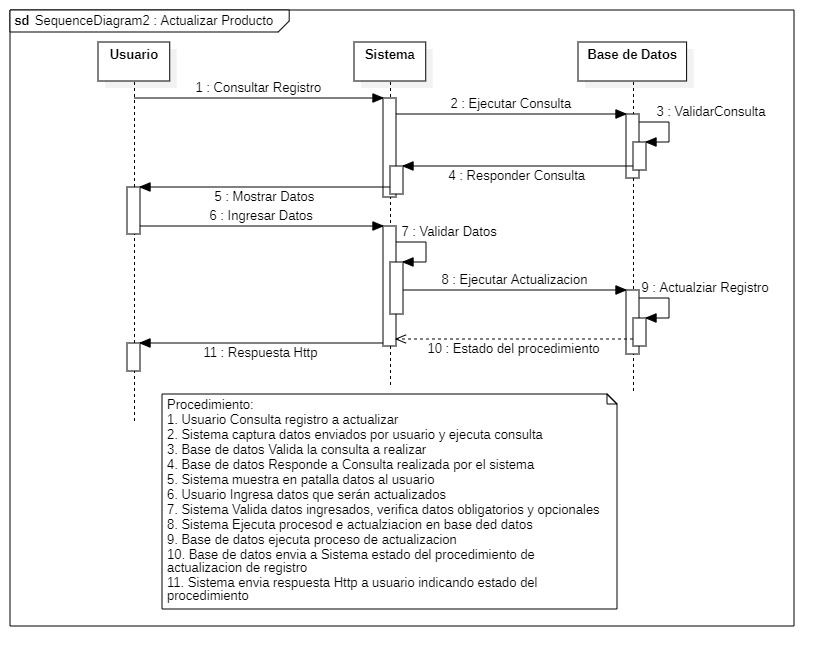 sd SequenceDiagram2 : Actualizar Producto
Usuario
Sistema
Base de Datos
1 : Consultar Registro
2 : Ejecutar Consulta
3 : ValidarConsulta
4 : Responder Consulta
5 : Mostrar Datos
6 : Ingresar Datos
7 : Validar Datos
8 : Ejecutar Actualizacion
9 : Actualziar Registro
10 : Estado del procedimiento
11 : Respuesta Http
Procedimiento:
1. Usuario Consulta registro a actualizar
2. Sistema captura datos enviados por usuario y ejecuta consulta
3. Base de datos Valida la consulta a realizar
4. Base de datos Responde a Consulta realizada por el sistema
5. Sistema muestra en patalla datos al usuario
6. Usuario Ingresa datos que serán actualizados
7. Sistema Valida datos ingresados, verifica datos obligatorios y opcionales
8. Sistema Ejecuta procesod e actualziacion en base ded datos
9. Base de datos ejecuta proceso de actualizacion
10. Base de datos envia a Sistema estado del procedimiento de
actualizacion de registro
11. Sistema envia respuesta Http a usuario indicando estado del
procedimiento